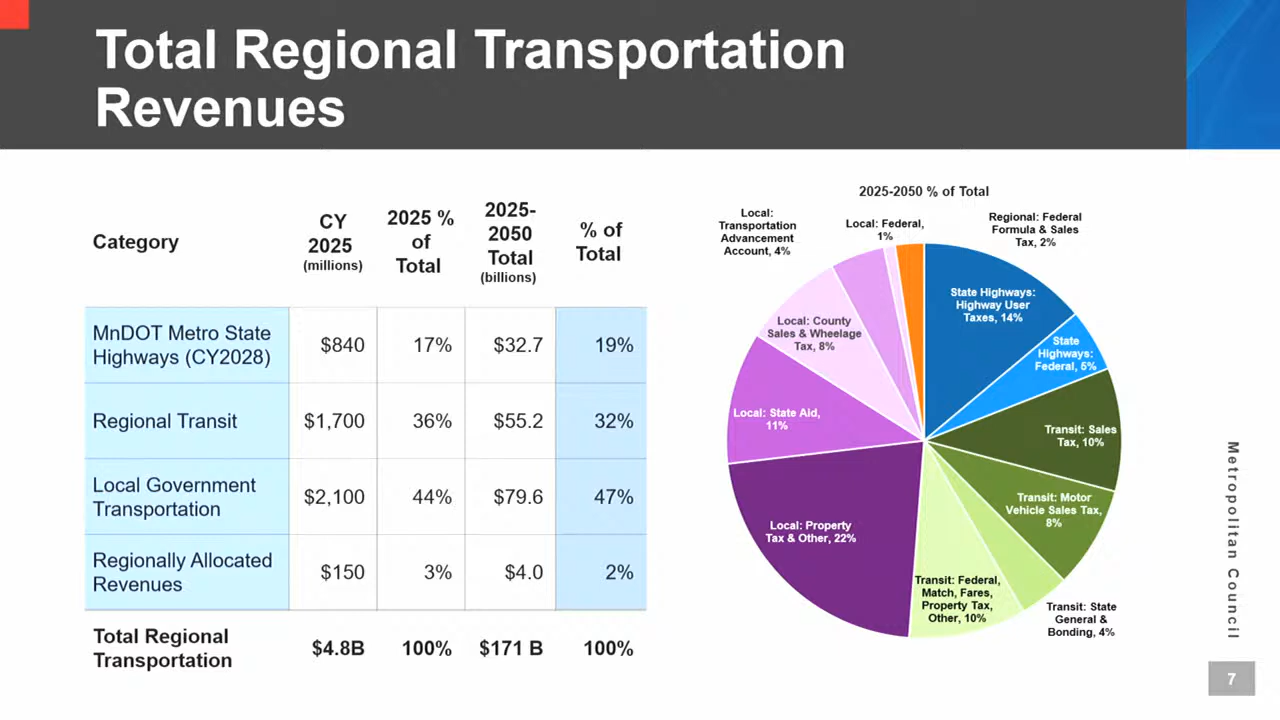 Total Regional Transportation
Revenues
Category
CY
2025
(millions)
2025 %
of
Total
2025-
2050
Total
(billions)
% of
Total
MnDOT Metro State
Highways (CY2028)
$840
17%
$32.7
19%
Regional Transit
$1,700
36%
$55.2
32%
Local Government
Transportation
$2,100
44%
$79.6
47%
Regionally Allocated
Revenues
$150
3%
$4.0
2%
Total Regional
Transportation
$4.8B
100%
$171 B
100%
2025-2050 % of Total
Local:
Transportation
Advancement
Account, 4%
Local: Federal,
1%
Regional: Federal
Formula & Sales
Tax, 2%
State Highways:
Highway User
Taxes, 14%
State
Highways:
Federal, 5%
Transit: Sales
Tax, 10%
Transit: Motor
Vehicle Sales Tax,
8%
Transit: State
General &
Bonding, 4%
Transit: Federal,
Match, Fares,
Property Tax,
Other, 10%
Local: Property
Tax & Other, 22%
Local: State Aid,
11%
Local: County
Sales & Wheelage
Tax, 8%
Metropolitan Council
7